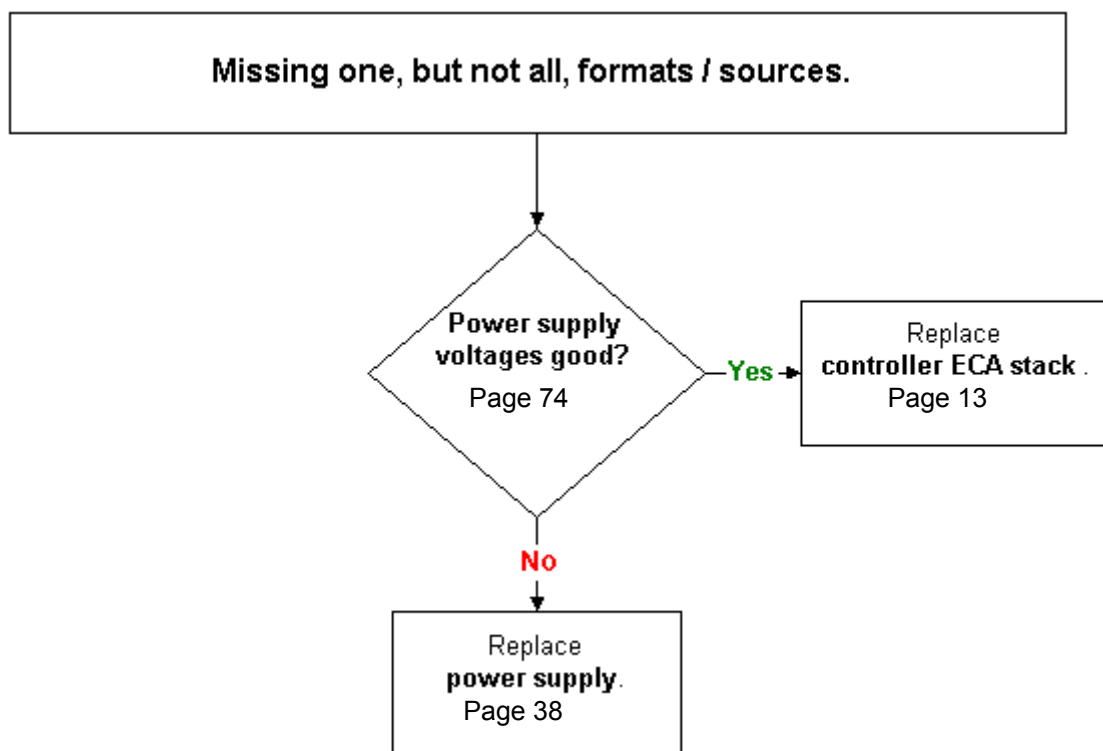 Missing one, but not all, formats / sources.
Power supply
voltages good?
Page 74
Yes
Replace
controller ECA stack .
Page 13
No
Replace
power supply.
Page 38